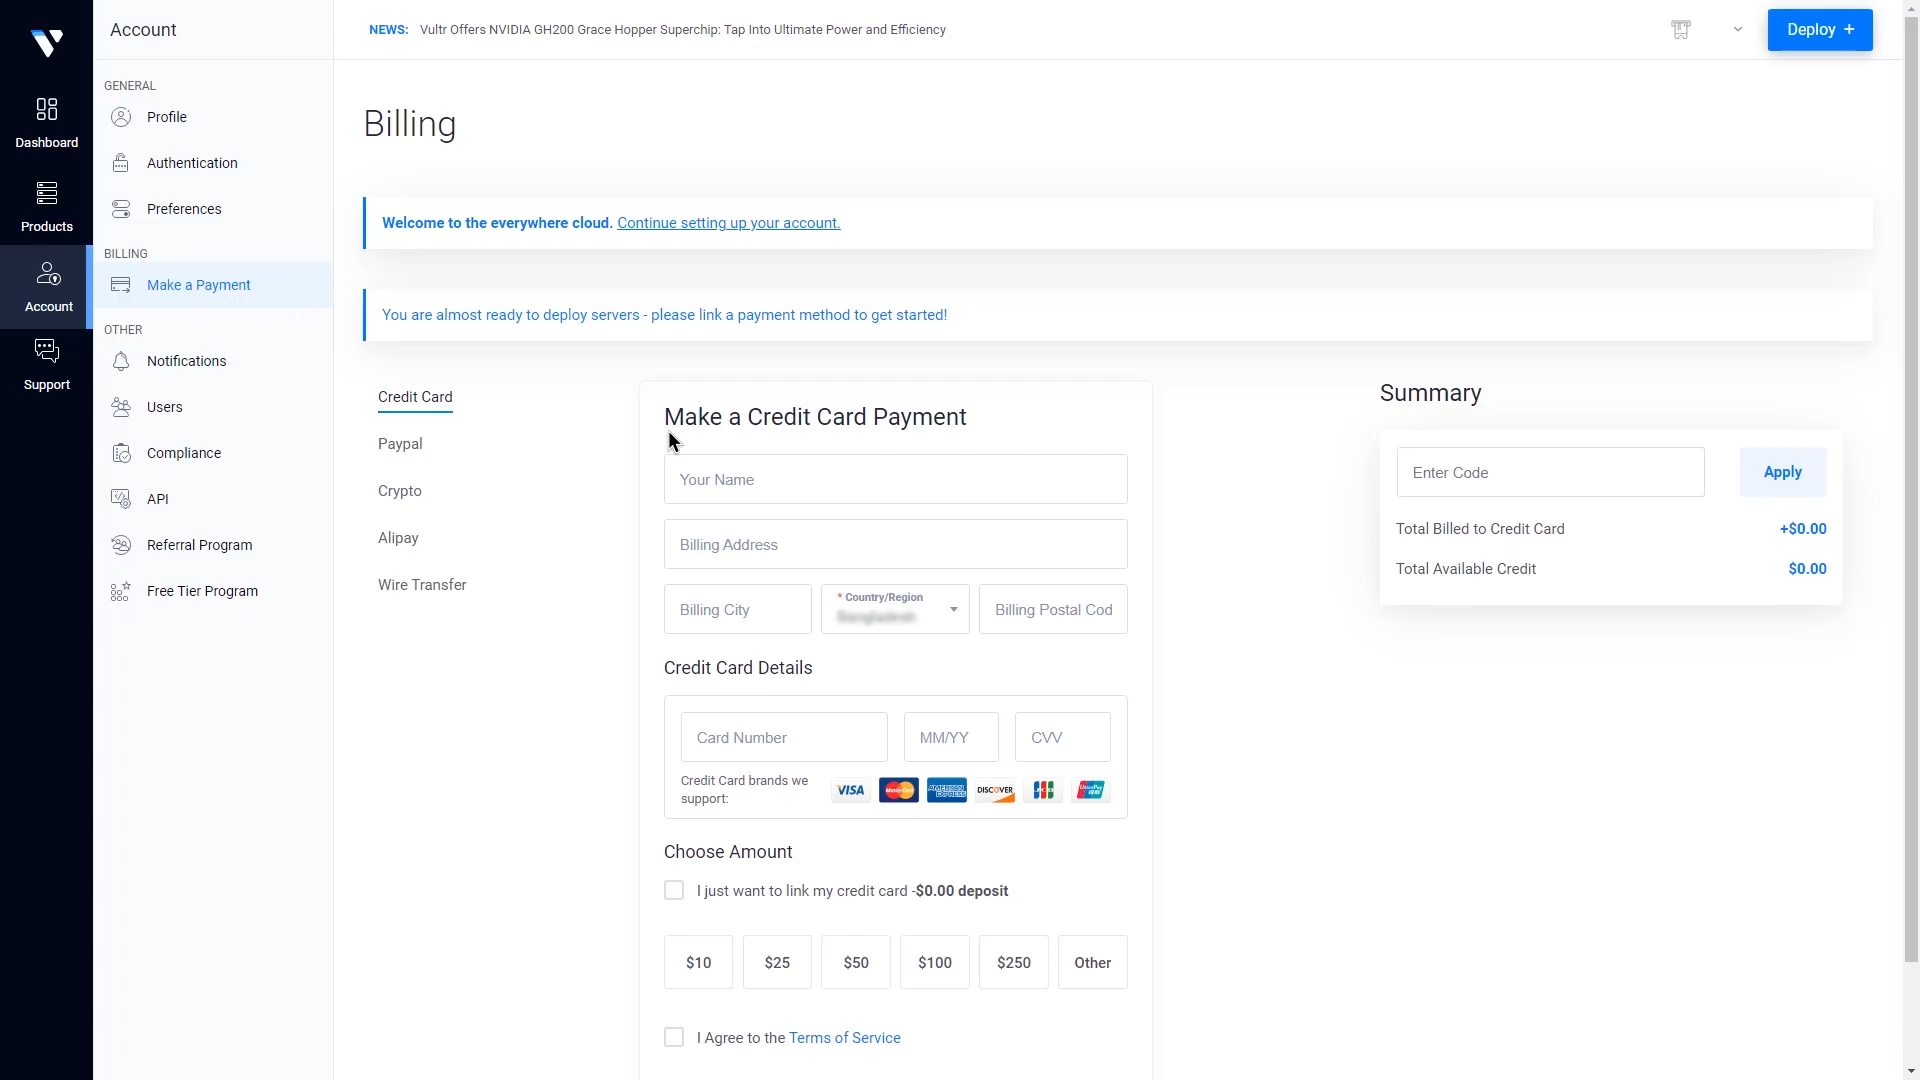 Account
NEWS: Vultr Offers NVIDIA GH200 Grace Hopper Superchip: Tap Into Ultimate Power and Efficiency
Deploy +
Dashboard
Products
Account
Support
GENERAL
Profile
Authentication
Preferences
BILLING
Make a Payment
OTHER
Notifications
Users
Compliance
API
Referral Program
Free Tier Program
Billing
Welcome to the everywhere cloud. Continue setting up your account.
You are almost ready to deploy servers - please link a payment method to get started!
Credit Card
Paypal
Crypto
Alipay
Wire Transfer
Make a Credit Card Payment
Your Name
Billing Address
Billing City
* Country/Region
Billing Postal Cod
Credit Card Details
Card Number
MM/YY
CVV
Credit Card brands we
support:
VISA
MasterCard
AMERICAN
EXPRESS
DISCOVER
JCB
UnionPay
银联
Choose Amount
I just want to link my credit card -$0.00 deposit
$10
$25
$50
$100
$250
Other
I Agree to the Terms of Service
Summary
Enter Code
Apply
Total Billed to Credit Card +$0.00
Total Available Credit $0.00